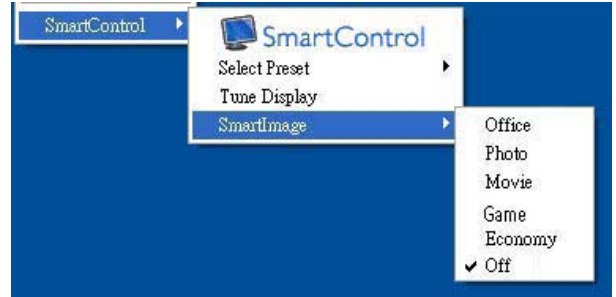 SmartControl
SmartControl
Select Preset
Tune Display
SmartImage
Office
Photo
Movie
Game
Economy
Off